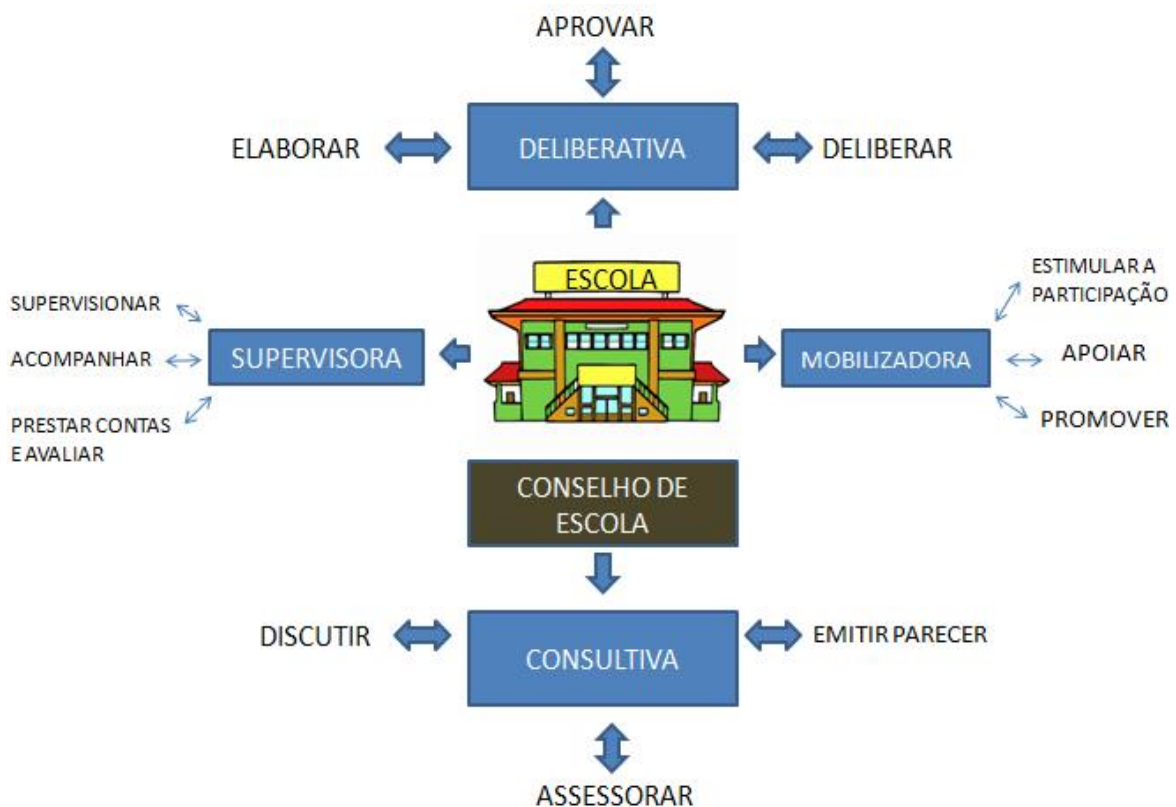 APROVAR
ELABORAR
DELIBERATIVA
DELIBERAR
ESCOLA
ESTIMULAR A
PARTICIPAÇÃO
SUPERVISIONAR
ACOMPANHAR
SUPERVISORA
MOBILIZADORA
APOIAR
PRESTAR CONTAS
E AVALIAR
PROMOVER
CONSELHO DE
ESCOLA
DISCUTIR
CONSULTIVA
EMITIR PARECER
ASSESSORAR